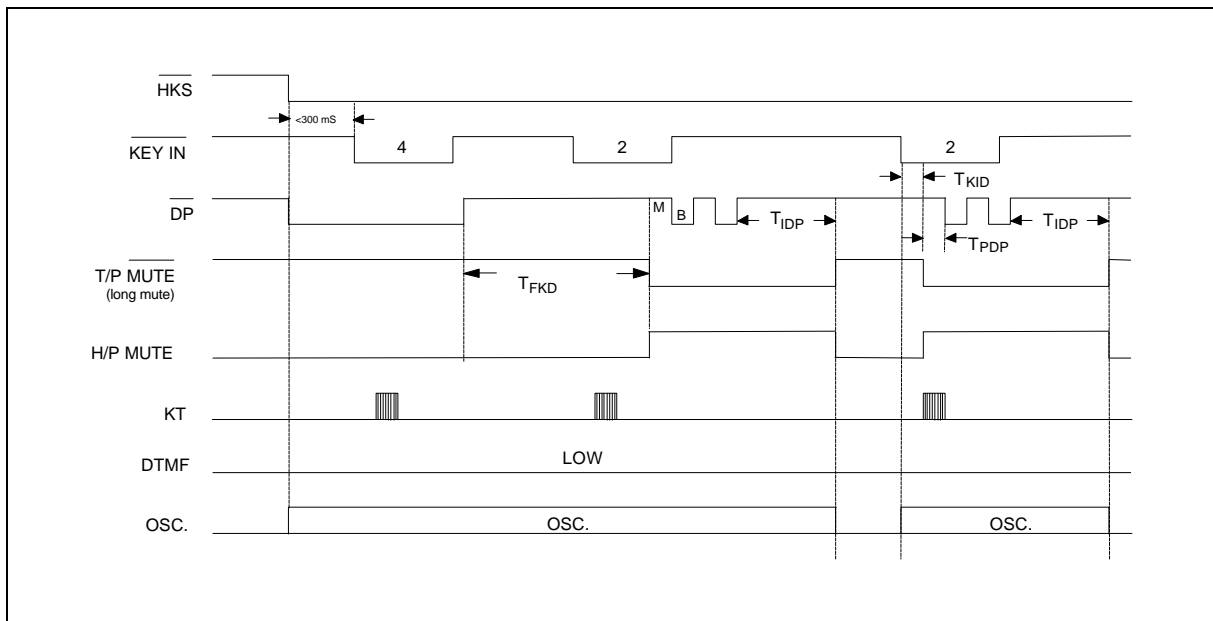 HKS
<300 mS
KEY IN
4
2
2
TKID
DP
M
B
TIDP
TIDP
TPDP
T/P MUTE
(long mute)
TFKD
H/P MUTE
KT
DTMF
LOW
OSC.
OSC.
OSC.